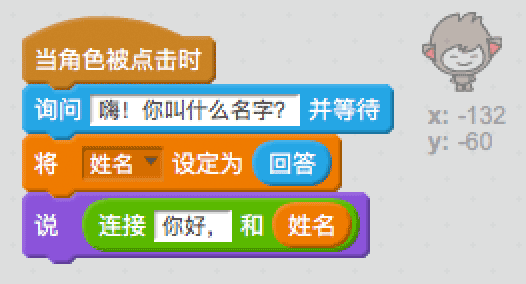 当角色被点击时
询问 嗨！你叫什么名字？ 并等待
将 姓名 设定为 回答
说 连接 你好， 和 姓名
x: -132
y: -60